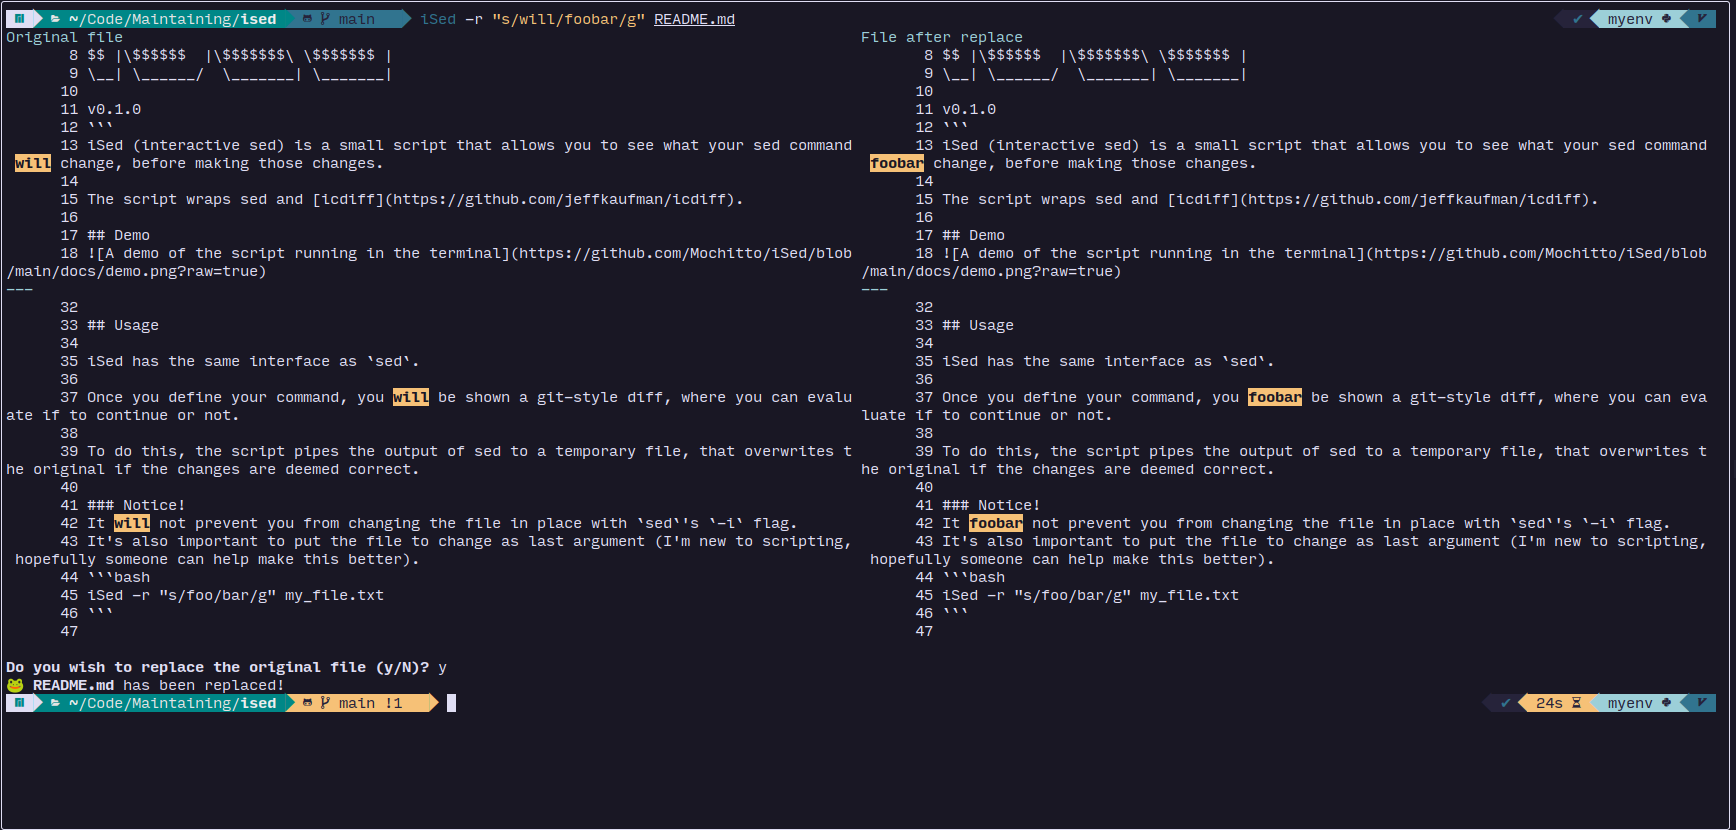 ~/Code/Maintaining/ised main iSed -r "s/will/foobar/g" README.md ✔ myenv
Original file File after replace
8 $$ |\$$$$$$  |\$$$$$$$\ \$$$$$$$ | 8 $$ |\$$$$$$  |\$$$$$$$\ \$$$$$$$ |
9 \__| \______/  \_______| \_______| 9 \__| \______/  \_______| \_______|
10 10
11 v0.1.0 11 v0.1.0
12 ``` 12 ```
13 iSed (interactive sed) is a small script that allows you to see what your sed command 13 iSed (interactive sed) is a small script that allows you to see what your sed command
will change, before making those changes. foobar change, before making those changes.
14 14
15 The script wraps sed and [icdiff](https://github.com/jeffkaufman/icdiff). 15 The script wraps sed and [icdiff](https://github.com/jeffkaufman/icdiff).
16 16
17 ## Demo 17 ## Demo
18 ![A demo of the script running in the terminal](https://github.com/Mochitto/iSed/blob 18 ![A demo of the script running in the terminal](https://github.com/Mochitto/iSed/blob
/main/docs/demo.png?raw=true) /main/docs/demo.png?raw=true)
--- ---
32 32
33 ## Usage 33 ## Usage
34 34
35 iSed has the same interface as `sed`. 35 iSed has the same interface as `sed`.
36 36
37 Once you define your command, you will be shown a git-style diff, where you can evalu 37 Once you define your command, you foobar be shown a git-style diff, where you can eva
ate if to continue or not. luate if to continue or not.
38 38
39 To do this, the script pipes the output of sed to a temporary file, that overwrites t 39 To do this, the script pipes the output of sed to a temporary file, that overwrites t
he original if the changes are deemed correct. he original if the changes are deemed correct.
40 40
41 ### Notice! 41 ### Notice!
42 It will not prevent you from changing the file in place with `sed`'s `-i` flag. 42 It foobar not prevent you from changing the file in place with `sed`'s `-i` flag.
43 It's also important to put the file to change as last argument (I'm new to scripting, 43 It's also important to put the file to change as last argument (I'm new to scripting,
hopefully someone can help make this better). hopefully someone can help make this better).
44 ```bash 44 ```bash
45 iSed -r "s/foo/bar/g" my_file.txt 45 iSed -r "s/foo/bar/g" my_file.txt
46 ``` 46 ```
47 47
Do you wish to replace the original file (y/N)? y
🐸 README.md has been replaced!
~/Code/Maintaining/ised main !1 ✔ 24s myenv